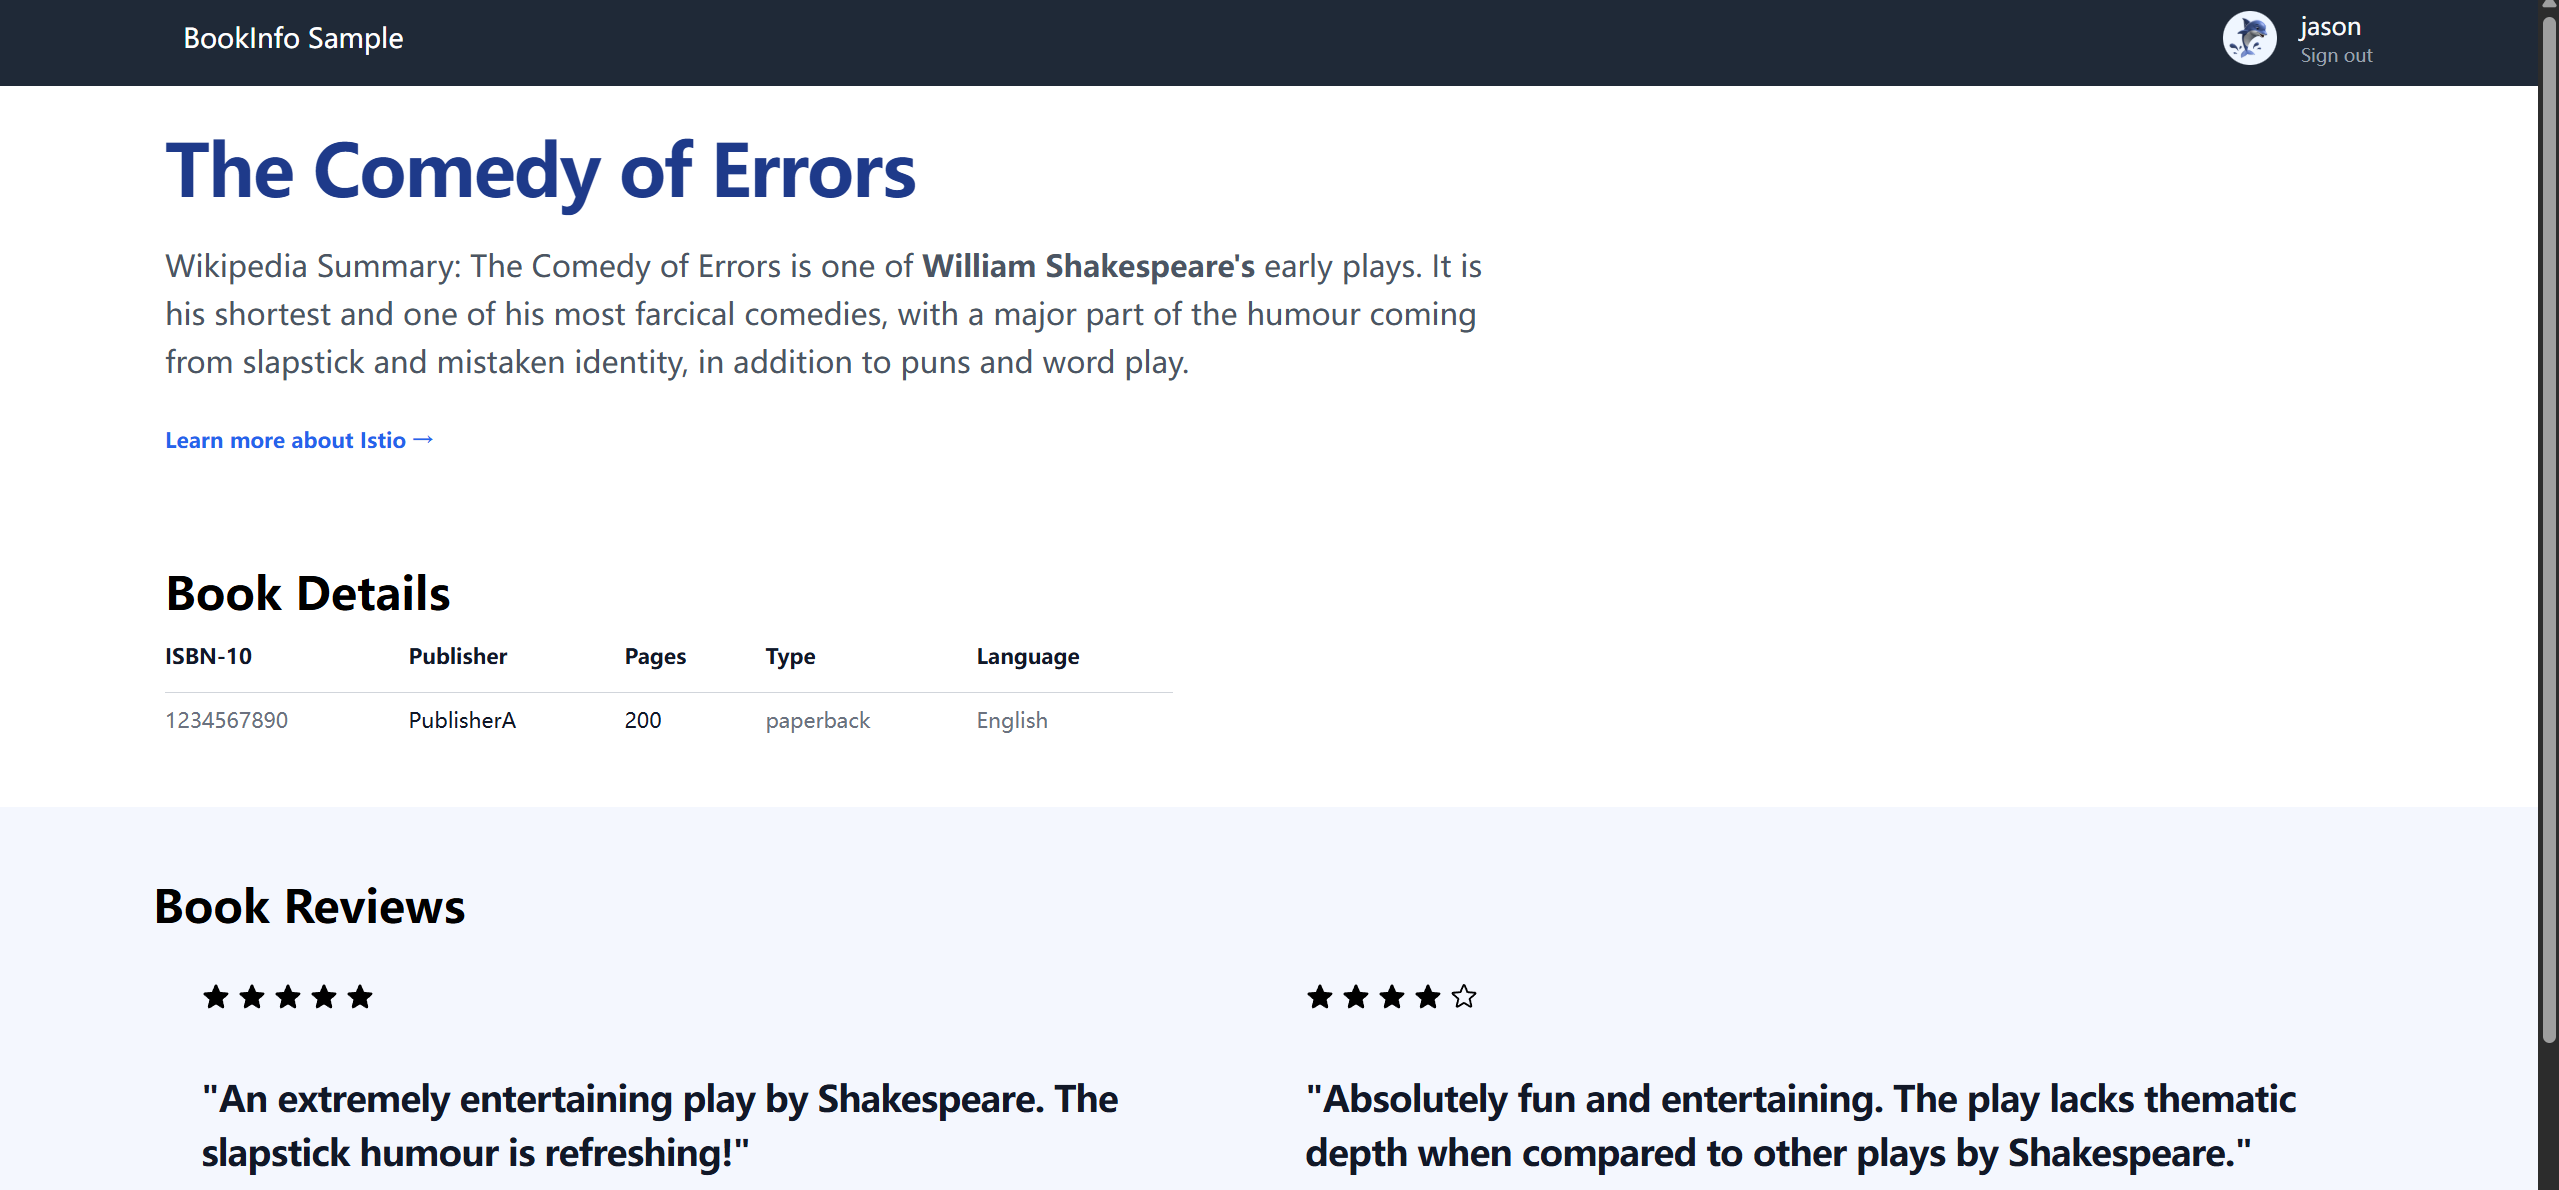 BookInfo Sample
jason
Sign out
The Comedy of Errors
Wikipedia Summary: The Comedy of Errors is one of William Shakespeare's early plays. It is
his shortest and one of his most farcical comedies, with a major part of the humour coming
from slapstick and mistaken identity, in addition to puns and word play.
Learn more about Istio →
Book Details
ISBN-10 Publisher Pages Type Language
1234567890 PublisherA 200 paperback English
Book Reviews
★★★★★ ★★★★☆
"An extremely entertaining play by Shakespeare. The
slapstick humour is refreshing!"
"Absolutely fun and entertaining. The play lacks thematic
depth when compared to other plays by Shakespeare."